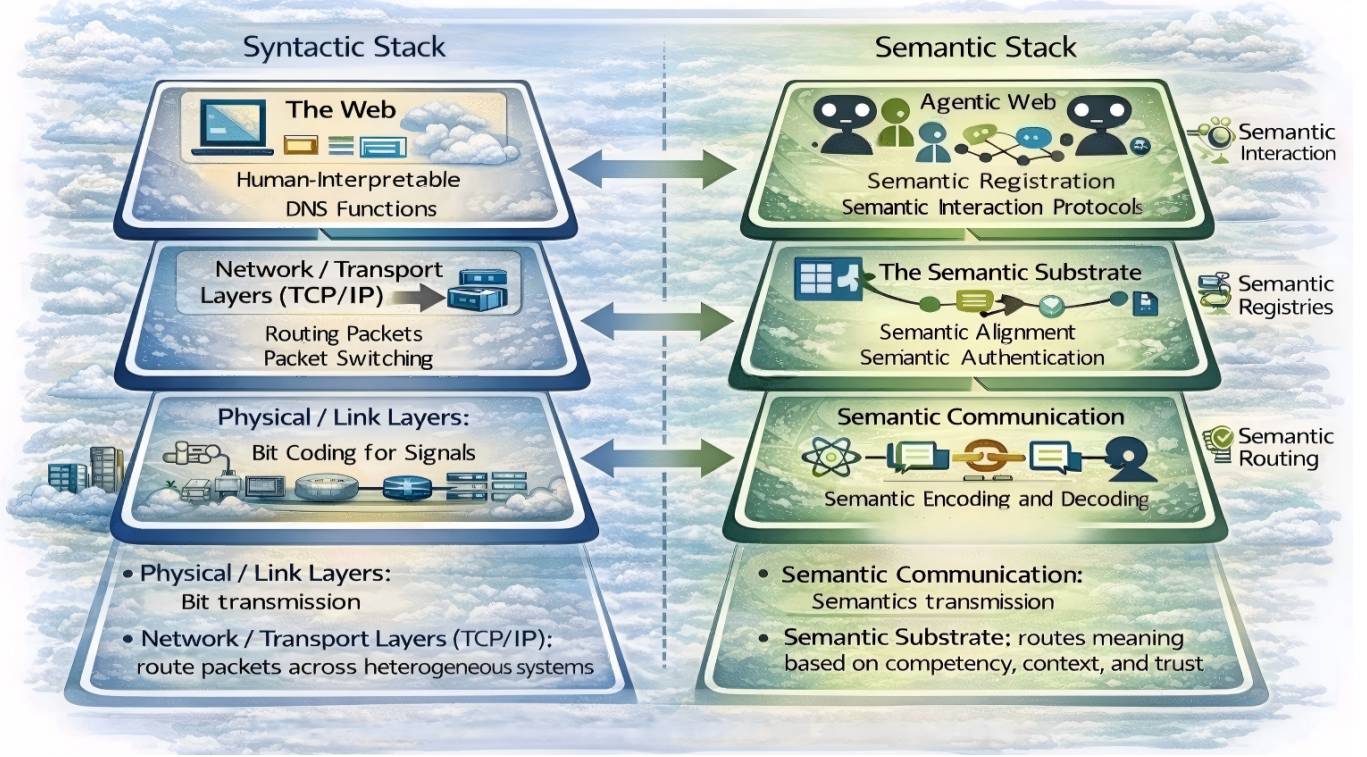 Syntactic Stack
The Web
Human-Interpretable
DNS Functions
Network / Transport
Layers (TCP/IP)
Routing Packets
Packet Switching
Physical / Link Layers:
Bit Coding for Signals
• Physical / Link Layers:
Bit transmission
• Network / Transport Layers (TCP/IP):
route packets across heterogeneous systems
Semantic Stack
Agentic Web
Semantic Registration
Semantic Interaction Protocols
Semantic
Interaction
The Semantic Substrate
Semantic Alignment
Semantic Authentication
Semantic
Registries
Semantic Communication
Semantic Encoding and Decoding
Semantic
Routing
• Semantic Communication:
Semantics transmission
• Semantic Substrate: routes meaning
based on competency, context, and trust